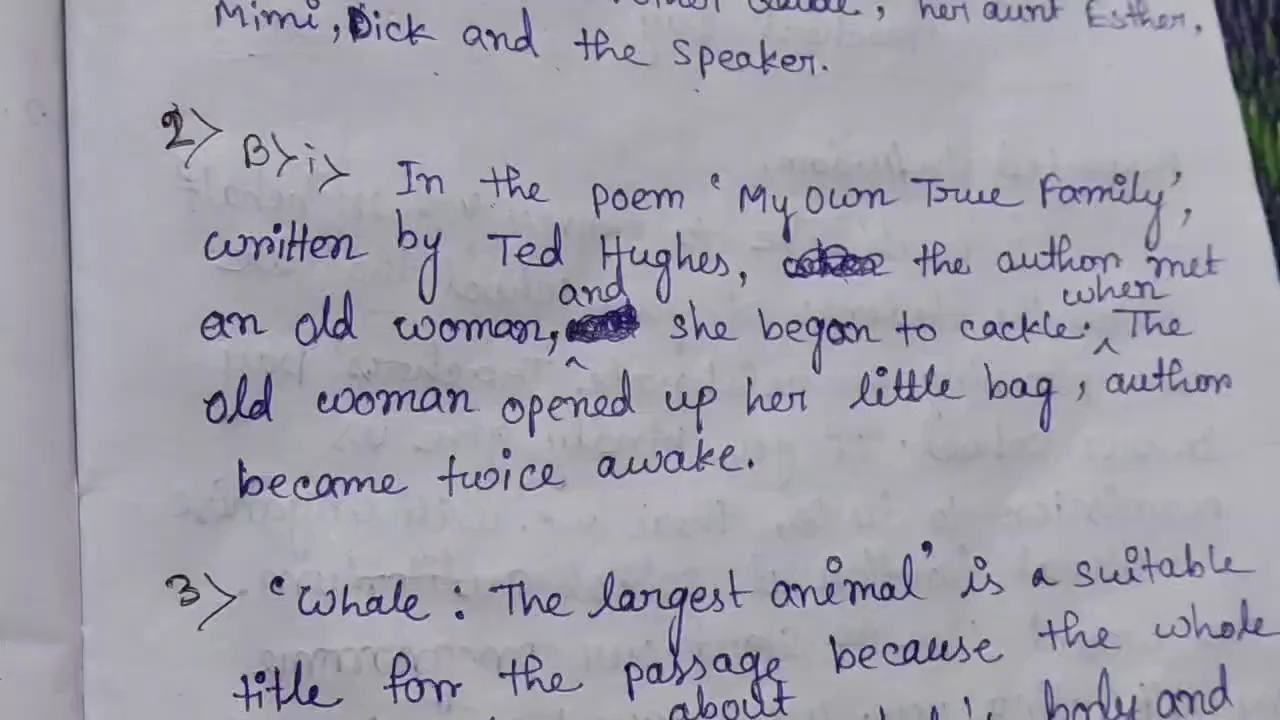 her aunt Esther,
Mimi, Dick and the speaker.
2> B> i> In the poem 'My Own True Family',
written by Ted Hughes, the author met
an old woman, and she began to cackle. when The
old woman opened up her little bag, author
became twice awake.
3> 'Whale: The largest animal' is a suitable
title for the passage because the whole
about body and